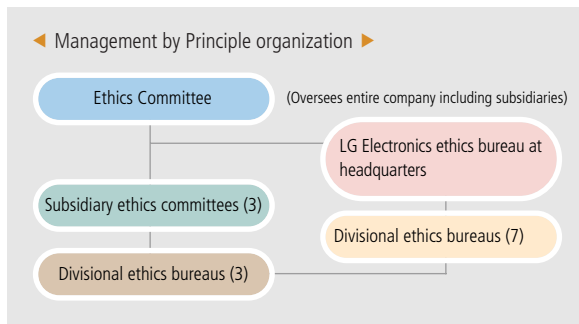 Management by Principle organization
Ethics Committee
(Oversees entire company including subsidiaries)
LG Electronics ethics bureau at
headquarters
Subsidiary ethics committees (3)
Divisional ethics bureaus (7)
Divisional ethics bureaus (3)